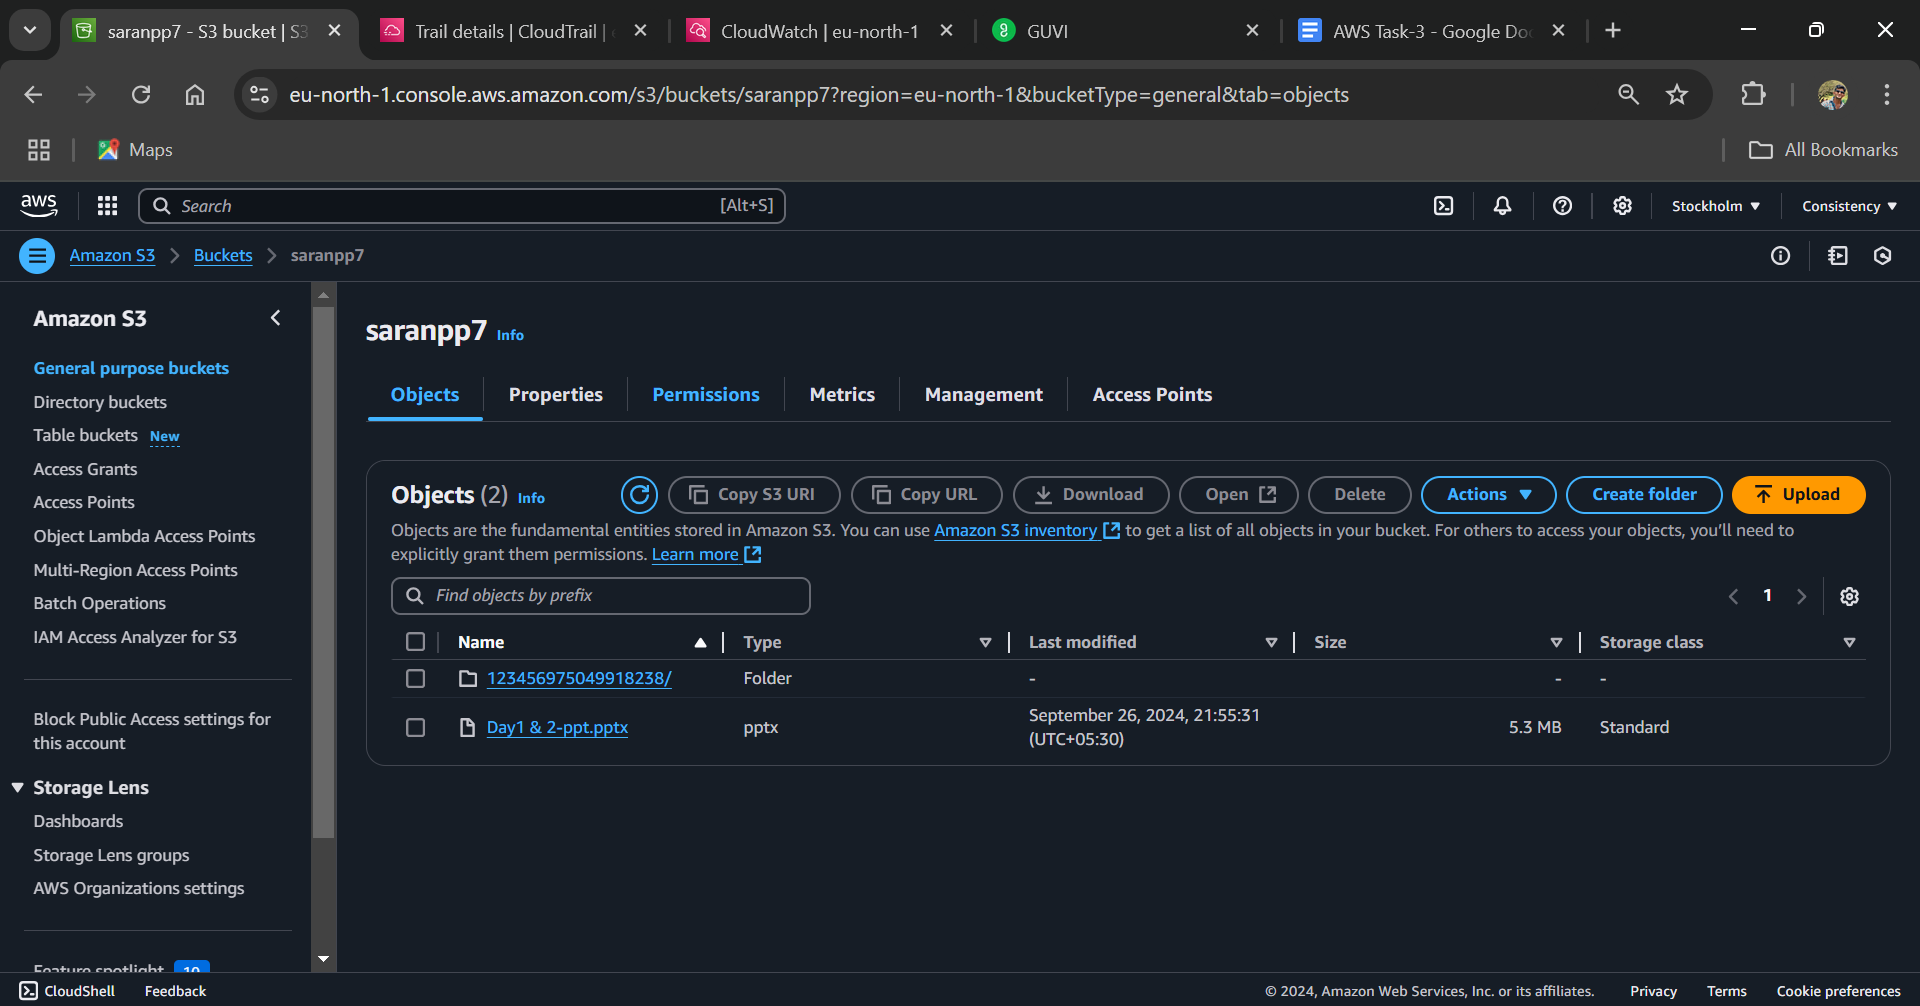 saranpp7 - S3 bucket | S3
Trail details | CloudTrail |
CloudWatch | eu-north-1
GUVI
AWS Task-3 - Google Do
eu-north-1.console.aws.amazon.com/s3/buckets/saranpp7?region=eu-north-1&bucketType=general&tab=objects
Maps
All Bookmarks
aws
Search
[Alt+S]
Stockholm
Consistency
Amazon S3
Buckets
saranpp7
Amazon S3
General purpose buckets
Directory buckets
Table buckets New
Access Grants
Access Points
Object Lambda Access Points
Multi-Region Access Points
Batch Operations
IAM Access Analyzer for S3
Block Public Access settings for
this account
Storage Lens
Dashboards
Storage Lens groups
AWS Organizations settings
Feature spotlight 10
saranpp7 Info
Objects
Properties
Permissions
Metrics
Management
Access Points
Objects (2) Info
Copy S3 URI
Copy URL
Download
Open
Delete
Actions
Create folder
Upload
Objects are the fundamental entities stored in Amazon S3. You can use Amazon S3 inventory to get a list of all objects in your bucket. For others to access your objects, you'll need to
explicitly grant them permissions. Learn more
Find objects by prefix
1
Name Type Last modified Size Storage class
123456975049918238/ Folder - - -
Day1 & 2-ppt.pptx pptx September 26, 2024, 21:55:31 5.3 MB Standard
(UTC+05:30)
CloudShell
Feedback
© 2024, Amazon Web Services, Inc. or its affiliates.
Privacy
Terms
Cookie preferences